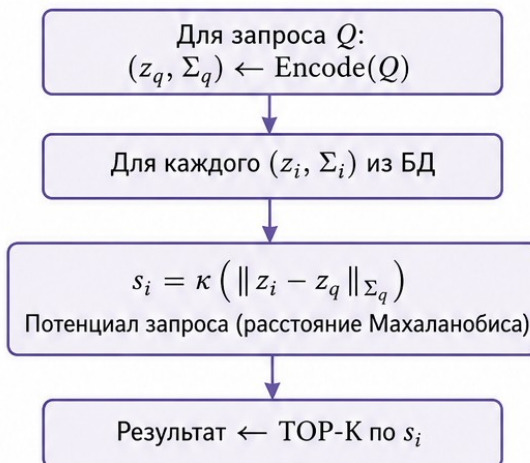 Для запроса Q:
(z_q, Σ_q) ← Encode(Q)
Для каждого (z_i, Σ_i) из БД
s_i = κ ( ‖ z_i − z_q ‖_{Σ_q} )
Потенциал запроса (расстояние Махаланобиса)
Результат ← TOP-K по s_i